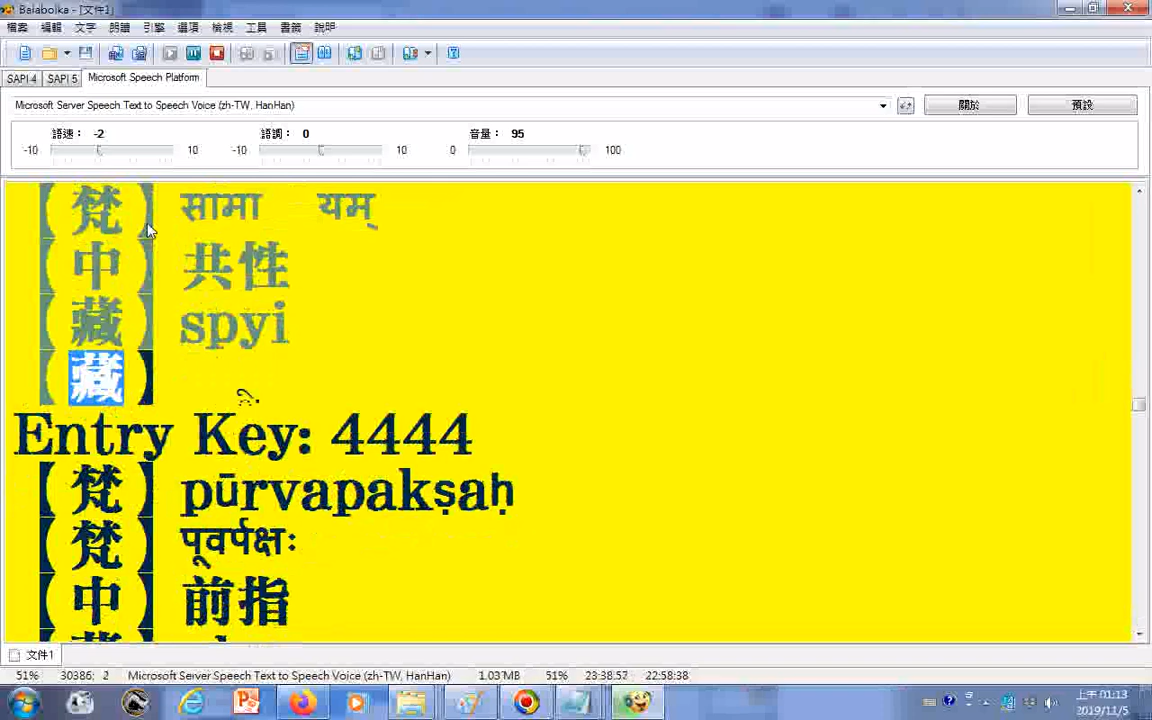 Balabolka - [文件1]
檔案 編輯 文字 朗讀 引擎 選項 檢視 工具 書籤 說明
SAPI 4 SAPI 5 Microsoft Speech Platform
Microsoft Server Speech Text to Speech Voice (zh-TW, HanHan) 關於 預設
語速： -2 語調： 0 音量： 95
-10 10 -10 10 0 100
【梵】 सामा यम्
【中】 共性
【藏】 spyi
【藏】
Entry Key: 4444
【梵】 pūrvapakṣaḥ
【梵】 पूवर्पक्षः
【中】 前指
文件1
51% 30386: 2 Microsoft Server Speech Text to Speech Voice (zh-TW, HanHan) 1.03 MB 51% 23:38:52 22:58:38
上午 01:13
2019/11/5